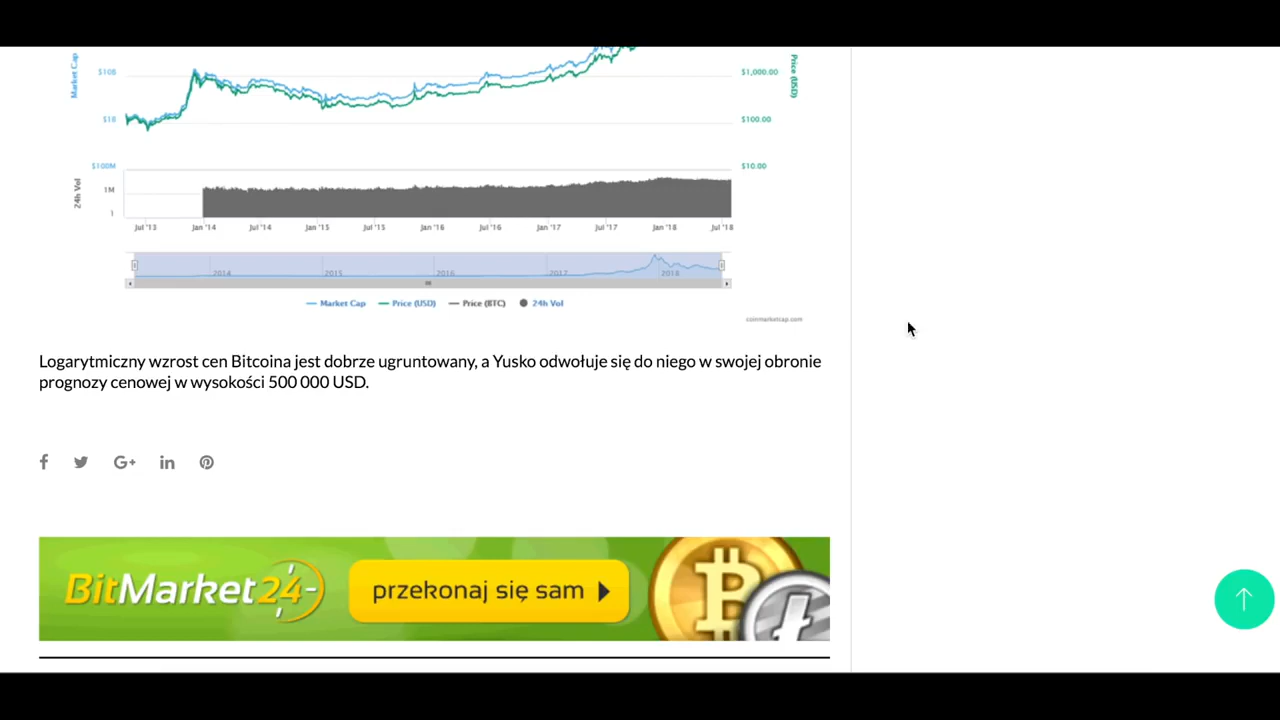 Market Cap
$10B
$1B
$100M
$1,000.00
$100.00
$10.00
Price (USD)
24h Vol
1M
1
Jul '13 Jan '14 Jul '14 Jan '15 Jul '15 Jan '16 Jul '16 Jan '17 Jul '17 Jan '18 Jul '18
2014 2015 2016 2017 2018
Market Cap Price (USD) Price (BTC) 24h Vol
coinmarketcap.com
Logarytmiczny wzrost cen Bitcoina jest dobrze ugruntowany, a Yusko odwołuje się do niego w swojej obronie
prognozy cenowej w wysokości 500 000 USD.
f G+ in
BitMarket24 przekonaj się sam